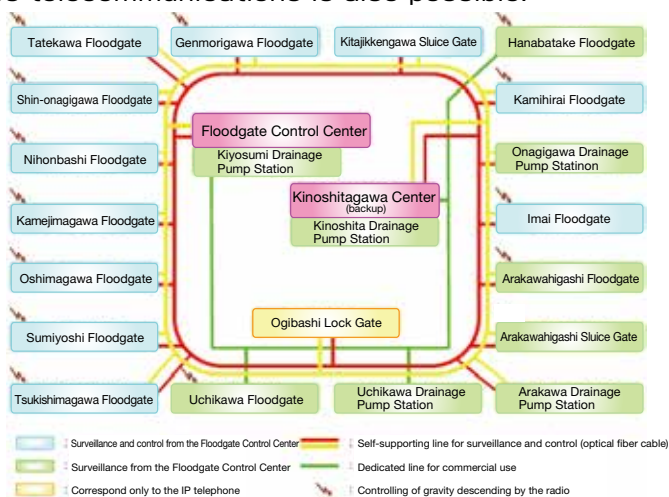 telecommunications is also possible.
Tatekawa Floodgate
Genmorigawa Floodgate
Kitajikkengawa Sluice Gate
Hanabatake Floodgate
Shin-onagigawa Floodgate
Kamihirai Floodgate
Floodgate Control Center
Kiyosumi Drainage
Pump Station
Nihonbashi Floodgate
Onagigawa Drainage
Pump Statinon
Kinoshitagawa Center
(backup)
Kinoshita Drainage
Pump Station
Kamejimagawa Floodgate
Imai Floodgate
Oshimagawa Floodgate
Arakawahigashi Floodgate
Ogibashi Lock Gate
Sumiyoshi Floodgate
Arakawahigashi Sluice Gate
Tsukishimagawa Floodgate
Uchikawa Floodgate
Uchikawa Drainage
Pump Station
Arakawa Drainage
Pump Station
: Surveillance and control from the Floodgate Control Center
: Self-supporting line for surveillance and control (optical fiber cable)
: Surveillance from the Floodgate Control Center
: Dedicated line for commercial use
: Correspond only to the IP telephone
: Controlling of gravity descending by the radio